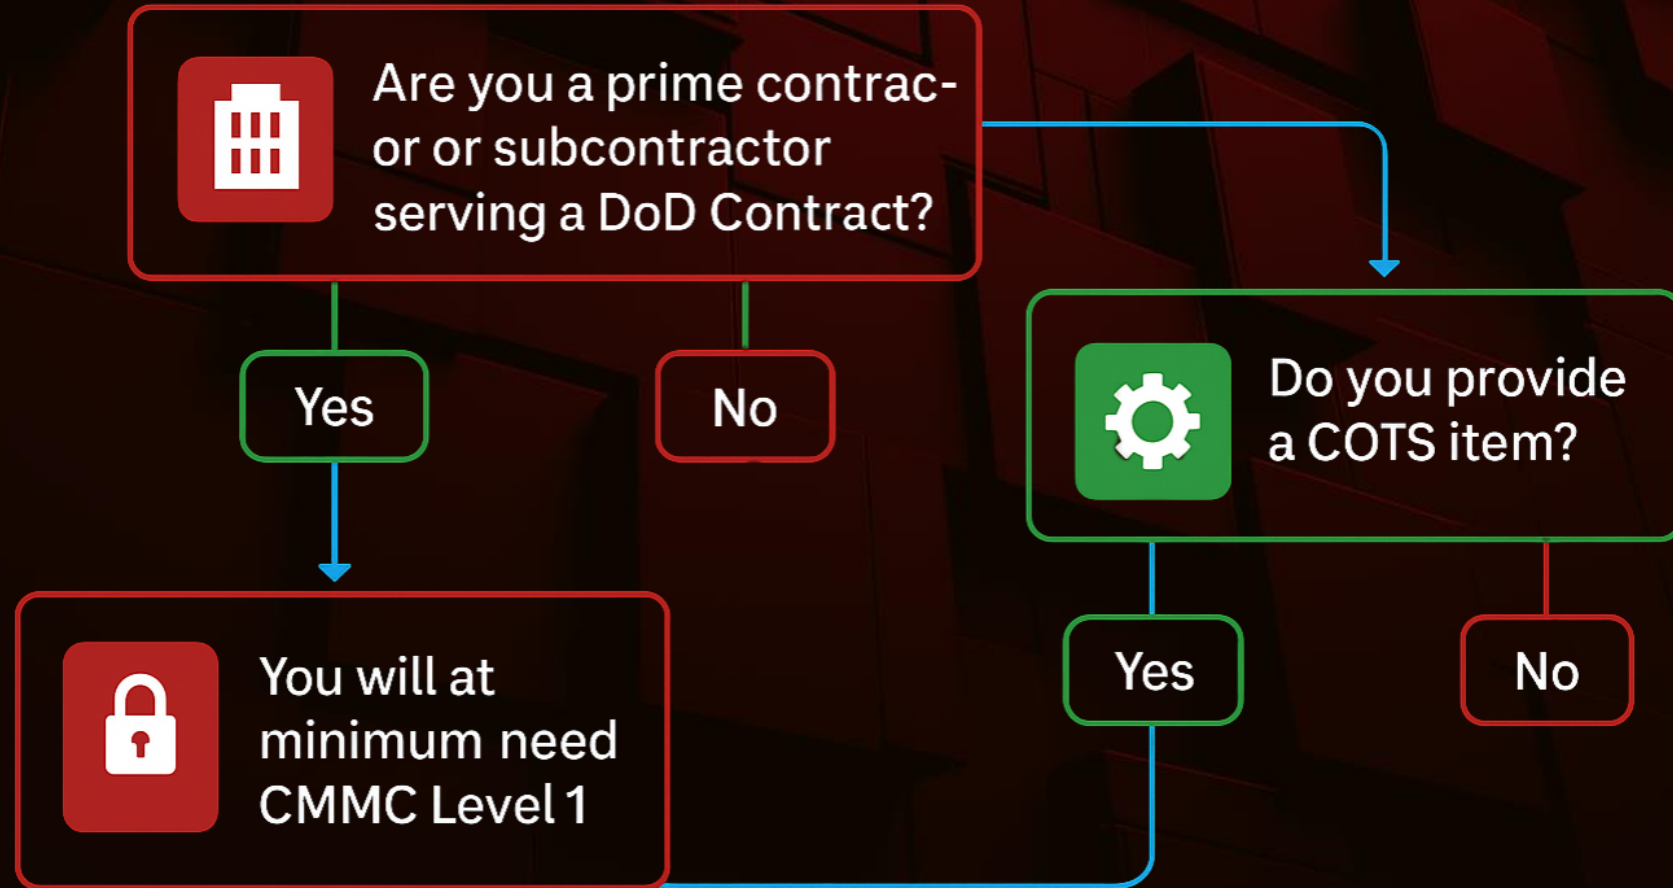 Are you a prime contrac-
or or subcontractor
serving a DoD Contract?
Yes
No
Do you provide
a COTS item?
Yes
No
You will at
minimum need
CMMC Level 1